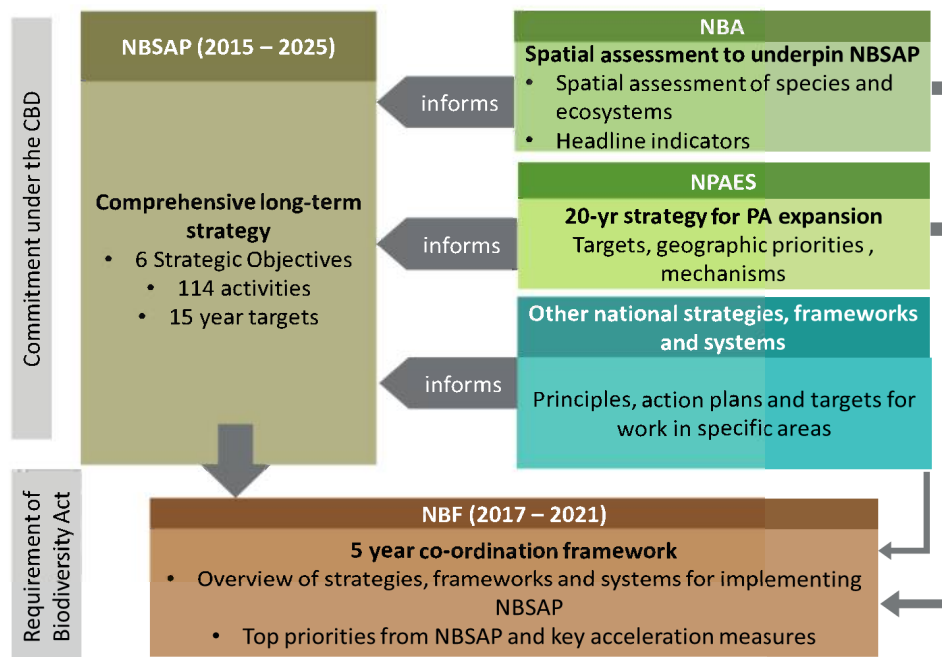 Commitment under the CBD
NBSAP (2015 – 2025)
Comprehensive long-term
strategy
• 6 Strategic Objectives
• 114 activities
• 15 year targets
informs
NBA
Spatial assessment to underpin NBSAP
• Spatial assessment of species and
ecosystems
• Headline indicators
informs
NPAES
20-yr strategy for PA expansion
Targets, geographic priorities ,
mechanisms
informs
Other national strategies, frameworks
and systems
Principles, action plans and targets for
work in specific areas
Requirement of
Biodiversity Act
NBF (2017 – 2021)
5 year co-ordination framework
• Overview of strategies, frameworks and systems for implementing
NBSAP
• Top priorities from NBSAP and key acceleration measures